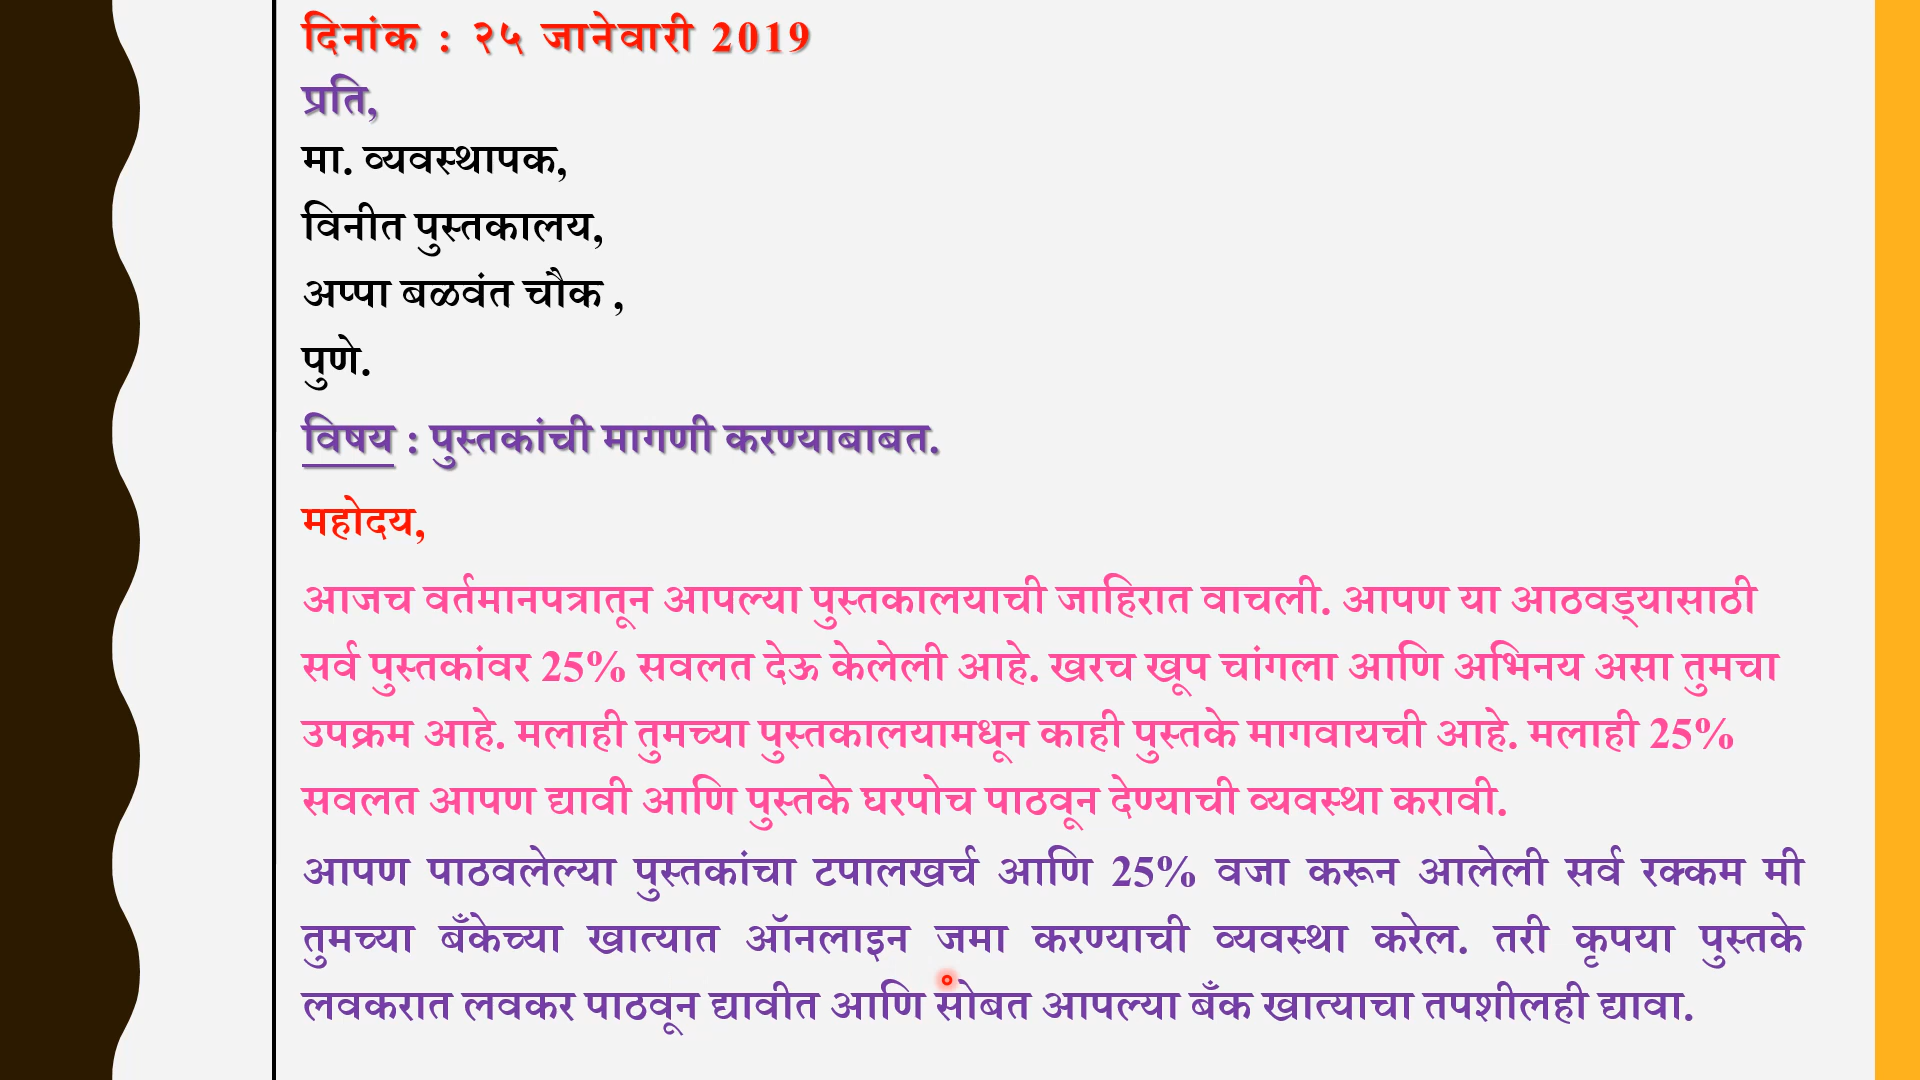 दिनांक : २५ जानेवारी 2019
प्रति,
मा. व्यवस्थापक,
विनीत पुस्तकालय,
अप्पा बळवंत चौक ,
पुणे.
विषय : पुस्तकांची मागणी करण्याबाबत.
महोदय,
आजच वर्तमानपत्रातून आपल्या पुस्तकालयाची जाहिरात वाचली. आपण या आठवड्यासाठी
सर्व पुस्तकांवर 25% सवलत देऊ केलेली आहे. खरच खूप चांगला आणि अभिनय असा तुमचा
उपक्रम आहे. मलाही तुमच्या पुस्तकालयामधून काही पुस्तके मागवायची आहे. मलाही 25%
सवलत आपण द्यावी आणि पुस्तके घरपोच पाठवून देण्याची व्यवस्था करावी.
आपण पाठवलेल्या पुस्तकांचा टपालखर्च आणि 25% वजा करून आलेली सर्व रक्कम मी
तुमच्या बँकेच्या खात्यात ऑनलाइन जमा करण्याची व्यवस्था करेल. तरी कृपया पुस्तके
लवकरात लवकर पाठवून द्यावीत आणि सोबत आपल्या बँक खात्याचा तपशीलही द्यावा.